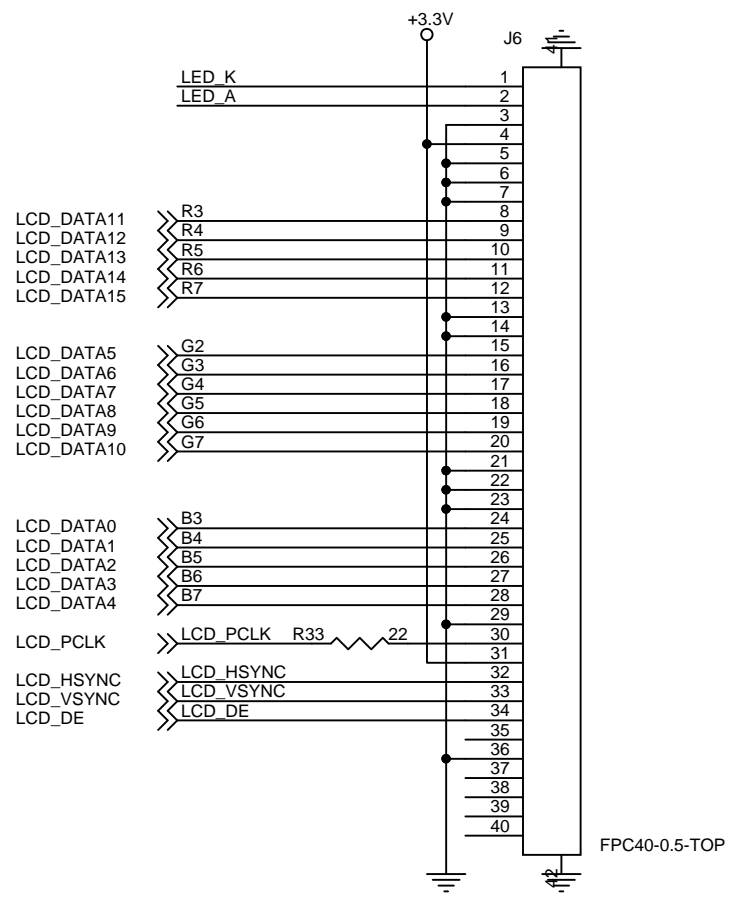 +3.3V
J6
41
LED_K 1
LED_A 2
3
4
5
6
7
LCD_DATA11 R3 8
LCD_DATA12 R4 9
LCD_DATA13 R5 10
LCD_DATA14 R6 11
LCD_DATA15 R7 12
13
14
LCD_DATA5 G2 15
LCD_DATA6 G3 16
LCD_DATA7 G4 17
LCD_DATA8 G5 18
LCD_DATA9 G6 19
LCD_DATA10 G7 20
21
22
23
LCD_DATA0 B3 24
LCD_DATA1 B4 25
LCD_DATA2 B5 26
LCD_DATA3 B6 27
LCD_DATA4 B7 28
29
LCD_PCLK LCD_PCLK R33 22 30
31
LCD_HSYNC LCD_HSYNC 32
LCD_VSYNC LCD_VSYNC 33
LCD_DE LCD_DE 34
35
36
37
38
39
40
FPC40-0.5-TOP
42